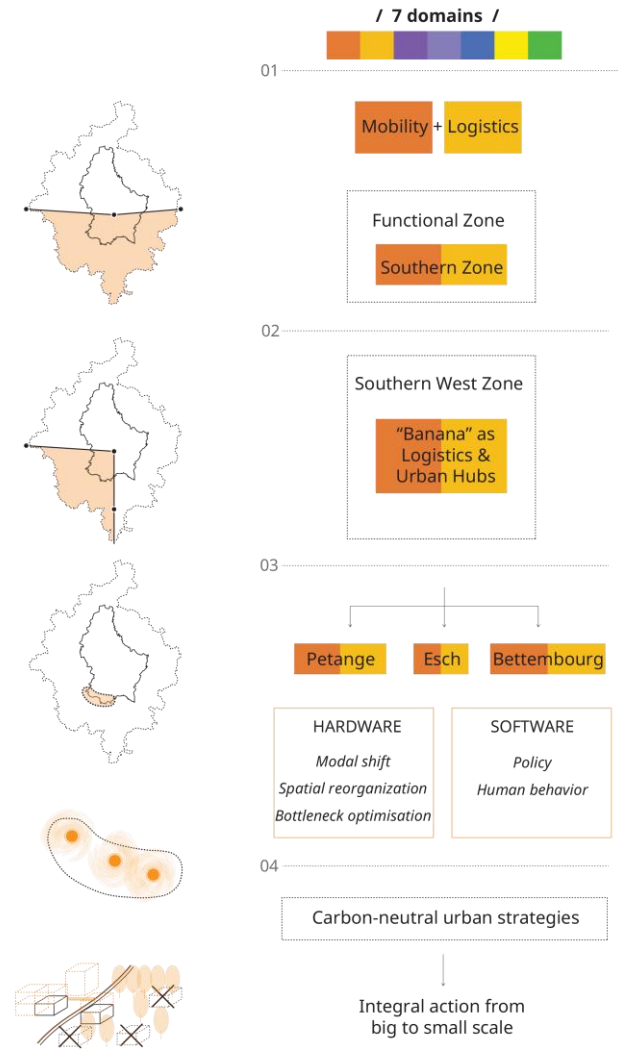 / 7 domains /
01
Mobility + Logistics
Functional Zone
Southern Zone
02
Southern West Zone
“Banana” as
Logistics &
Urban Hubs
03
Petange
Esch
Bettembourg
HARDWARE
Modal shift
Spatial reorganization
Bottleneck optimisation
SOFTWARE
Policy
Human behavior
04
Carbon-neutral urban strategies
Integral action from
big to small scale